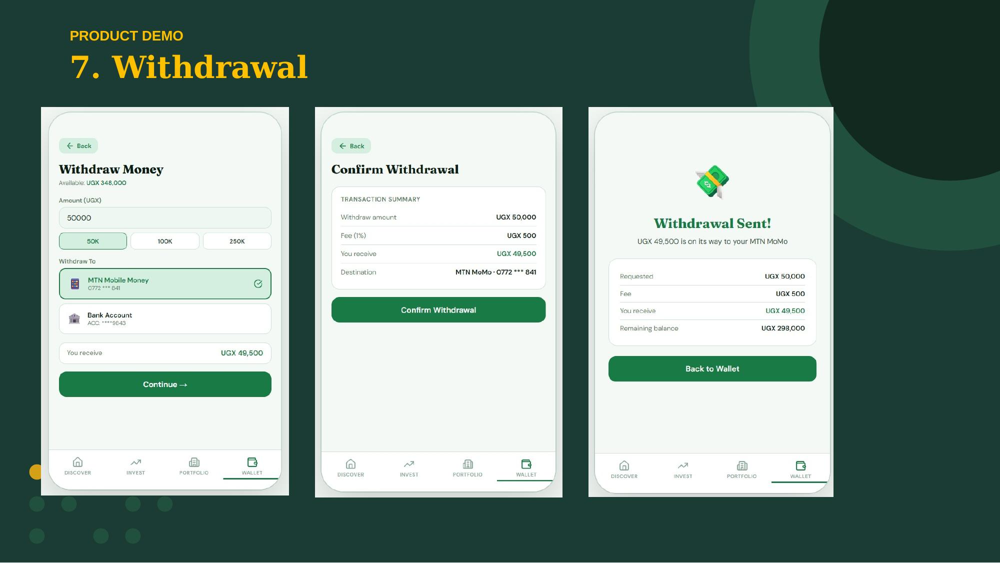 PRODUCT DEMO
7. Withdrawal
← Back
Withdraw Money
Available: UGX 348,000
Amount (UGX)
50000
50K 100K 250K
Withdraw To
MTN Mobile Money
0772 *** 841
Bank Account
ACC: ****9843
You receive UGX 49,500
Continue →
DISCOVER INVEST PORTFOLIO WALLET
← Back
Confirm Withdrawal
TRANSACTION SUMMARY
Withdraw amount UGX 50,000
Fee (1%) UGX 500
You receive UGX 49,500
Destination MTN MoMo · 0772 *** 841
Confirm Withdrawal
DISCOVER INVEST PORTFOLIO WALLET
Withdrawal Sent!
UGX 49,500 is on its way to your MTN MoMo
Requested UGX 50,000
Fee UGX 500
You receive UGX 49,500
Remaining balance UGX 298,000
Back to Wallet
DISCOVER INVEST PORTFOLIO WALLET